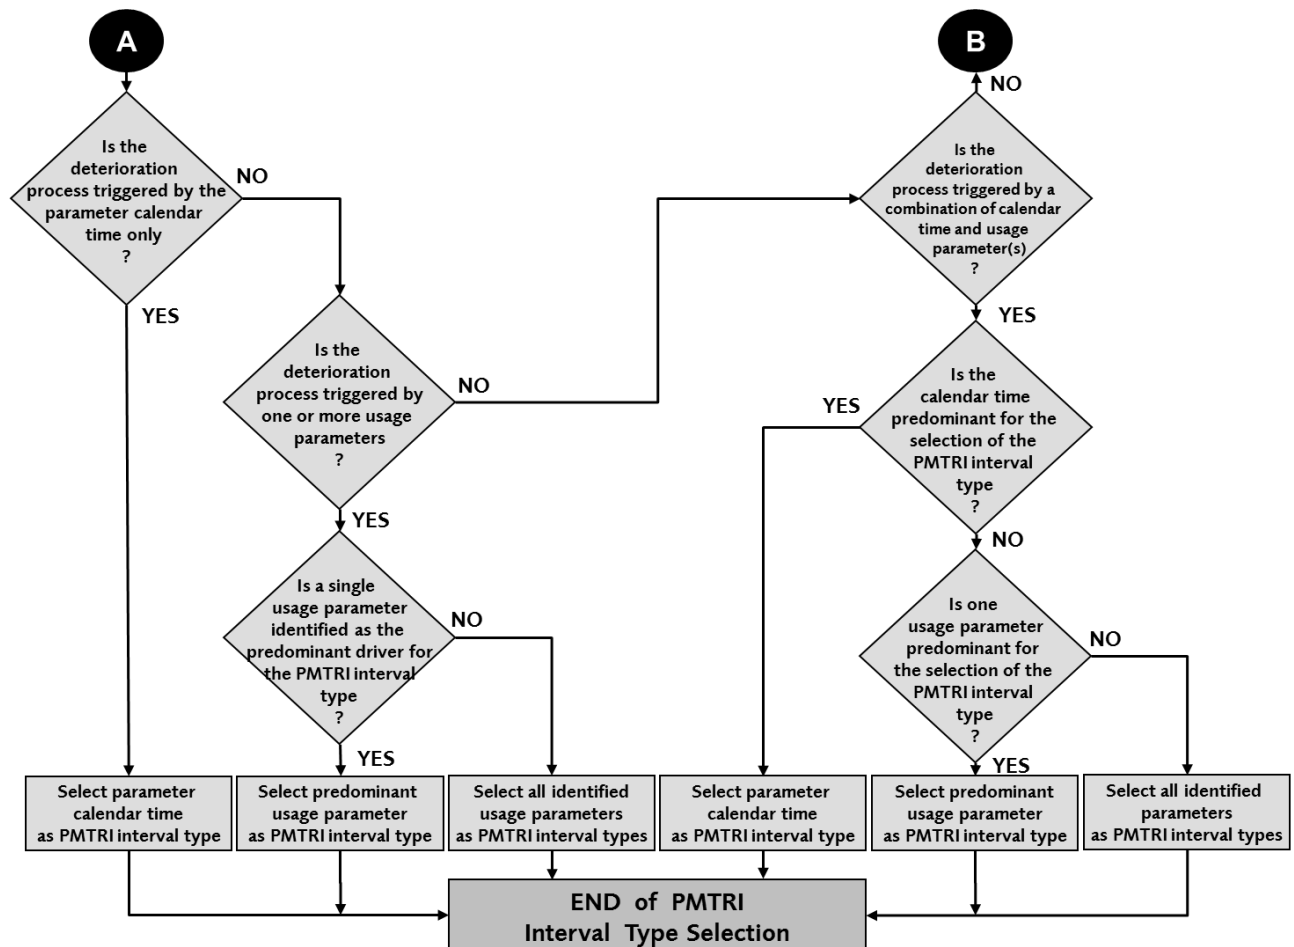 A
B
NO
Is the
deterioration
process triggered by the
parameter calendar
time only
?
NO
YES
Is the
deterioration
process triggered by a
combination of calendar
time and usage
parameter(s)
?
YES
Is the
deterioration
process triggered by
one or more usage
parameters
?
NO
YES
Is the
calendar time
predominant for the
selection of the
PMTRI interval
type
?
YES
NO
Is a single
usage parameter
identified as the
predominant driver for
the PMTRI interval
type
?
NO
YES
Is one
usage parameter
predominant for
the selection of the
PMTRI interval
type
?
NO
YES
Select parameter
calendar time
as PMTRI interval type
Select predominant
usage parameter
as PMTRI interval type
Select all identified
usage parameters
as PMTRI interval types
Select parameter
calendar time
as PMTRI interval type
Select predominant
usage parameter
as PMTRI interval type
Select all identified
parameters
as PMTRI interval types
END of PMTRI
Interval Type Selection